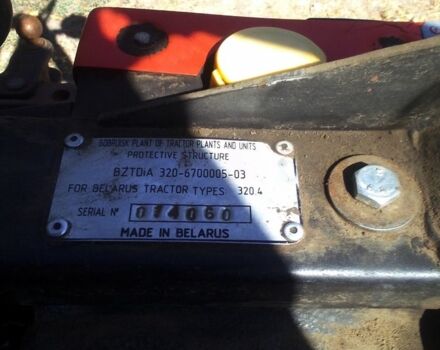 BOBRUISK PLANT OF TRACTOR PLANTS AND UNITS
PROTECTIVE STRUCTURE
BZTDiA 320-6700005-03
FOR BELARUS TRACTOR TYPES 320.4
SERIAL Nº 014060
MADE IN BELARUS